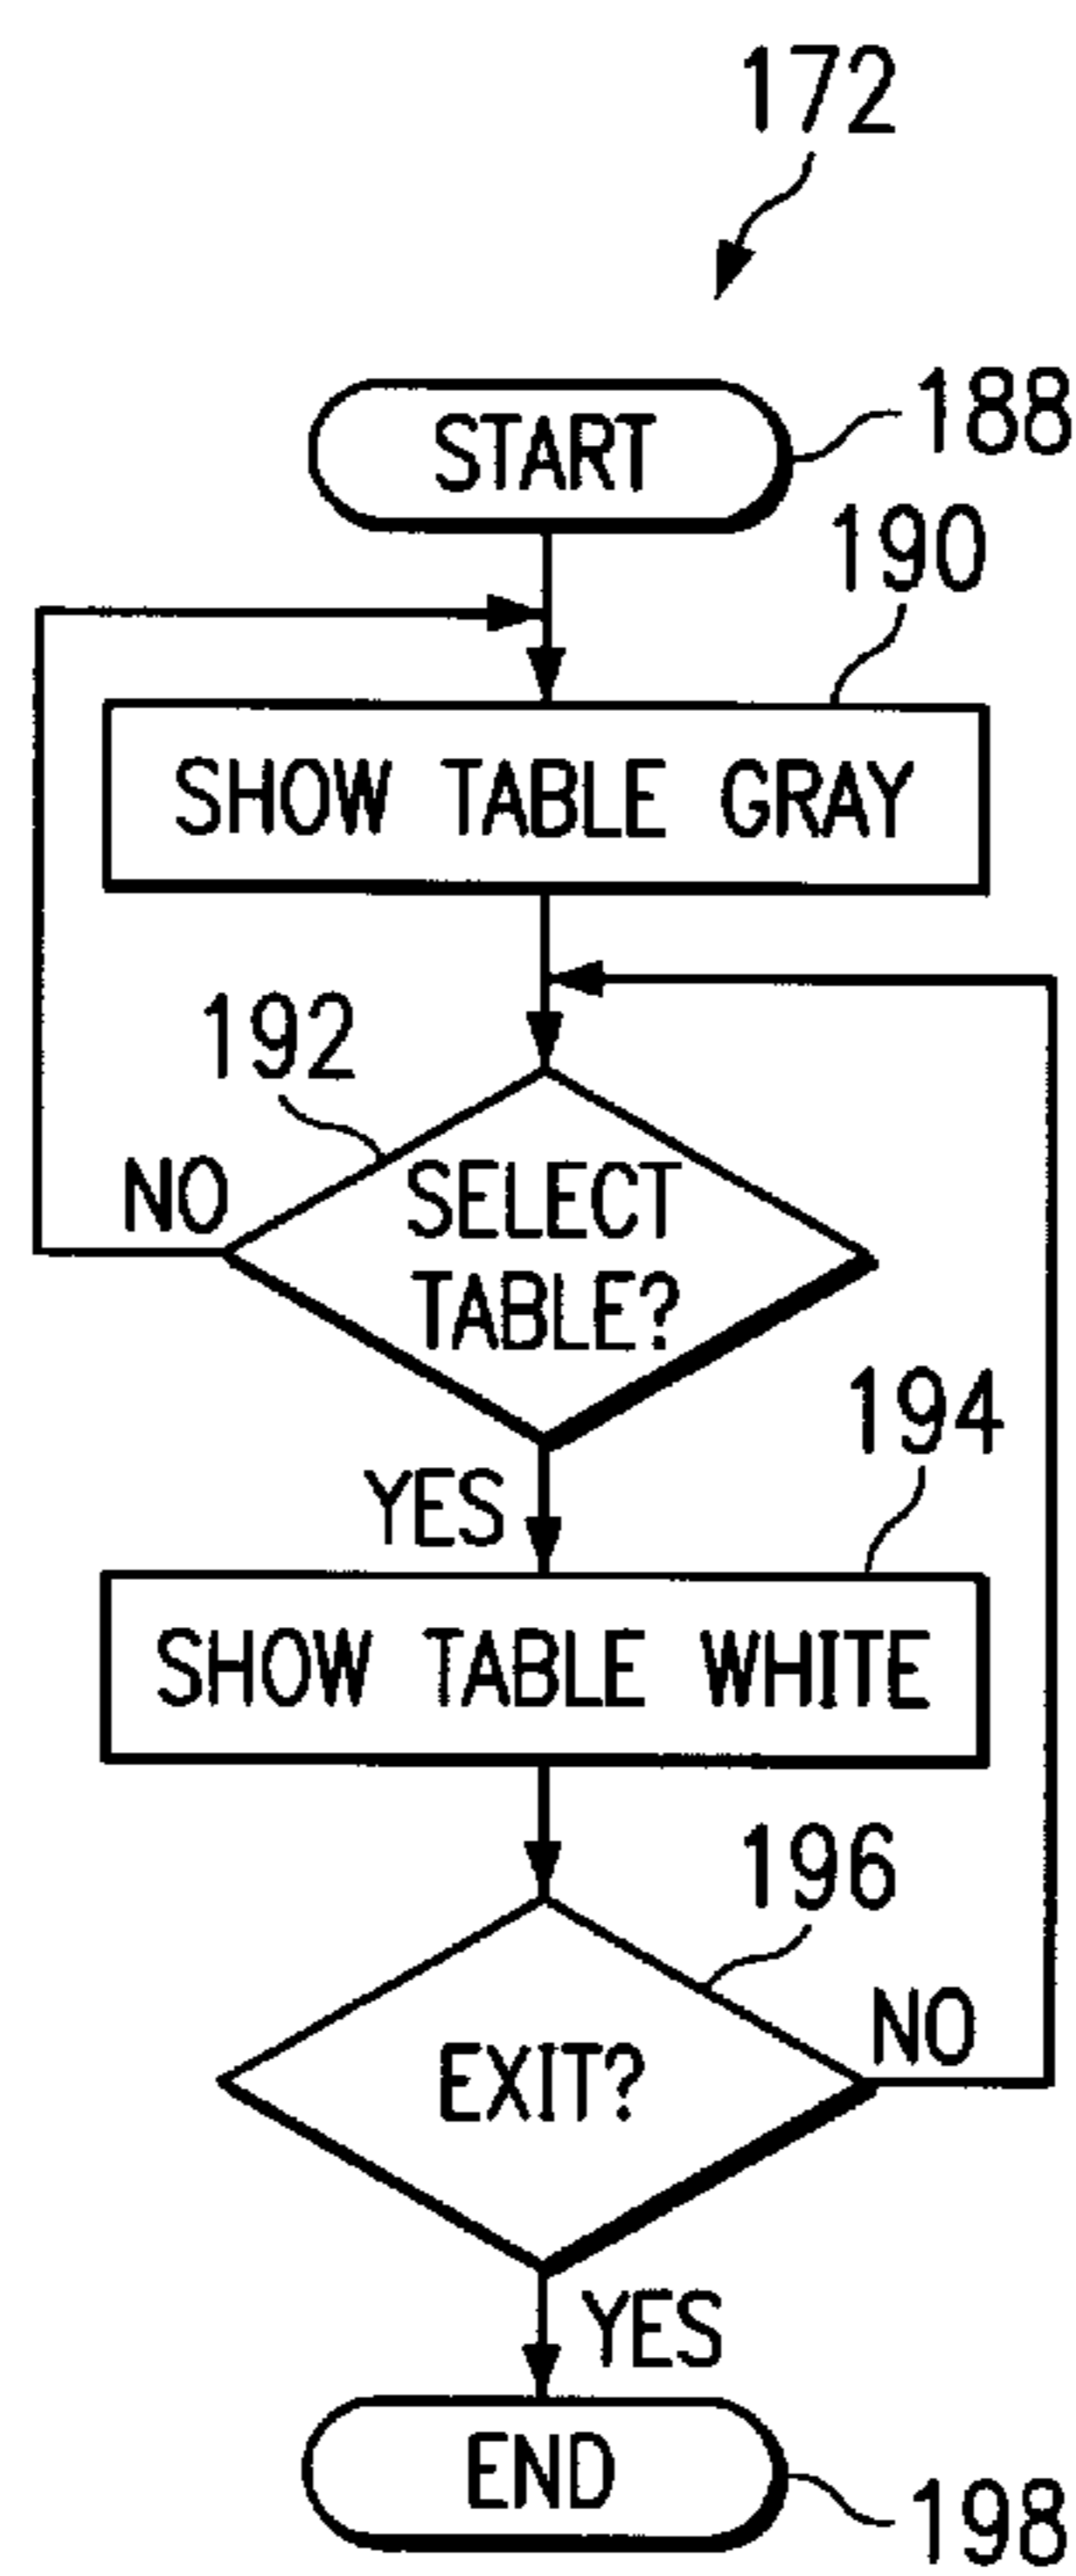 172
START
188
190
SHOW TABLE GRAY
192
NO
SELECT
TABLE?
YES
194
SHOW TABLE WHITE
196
NO
EXIT?
YES
END
198